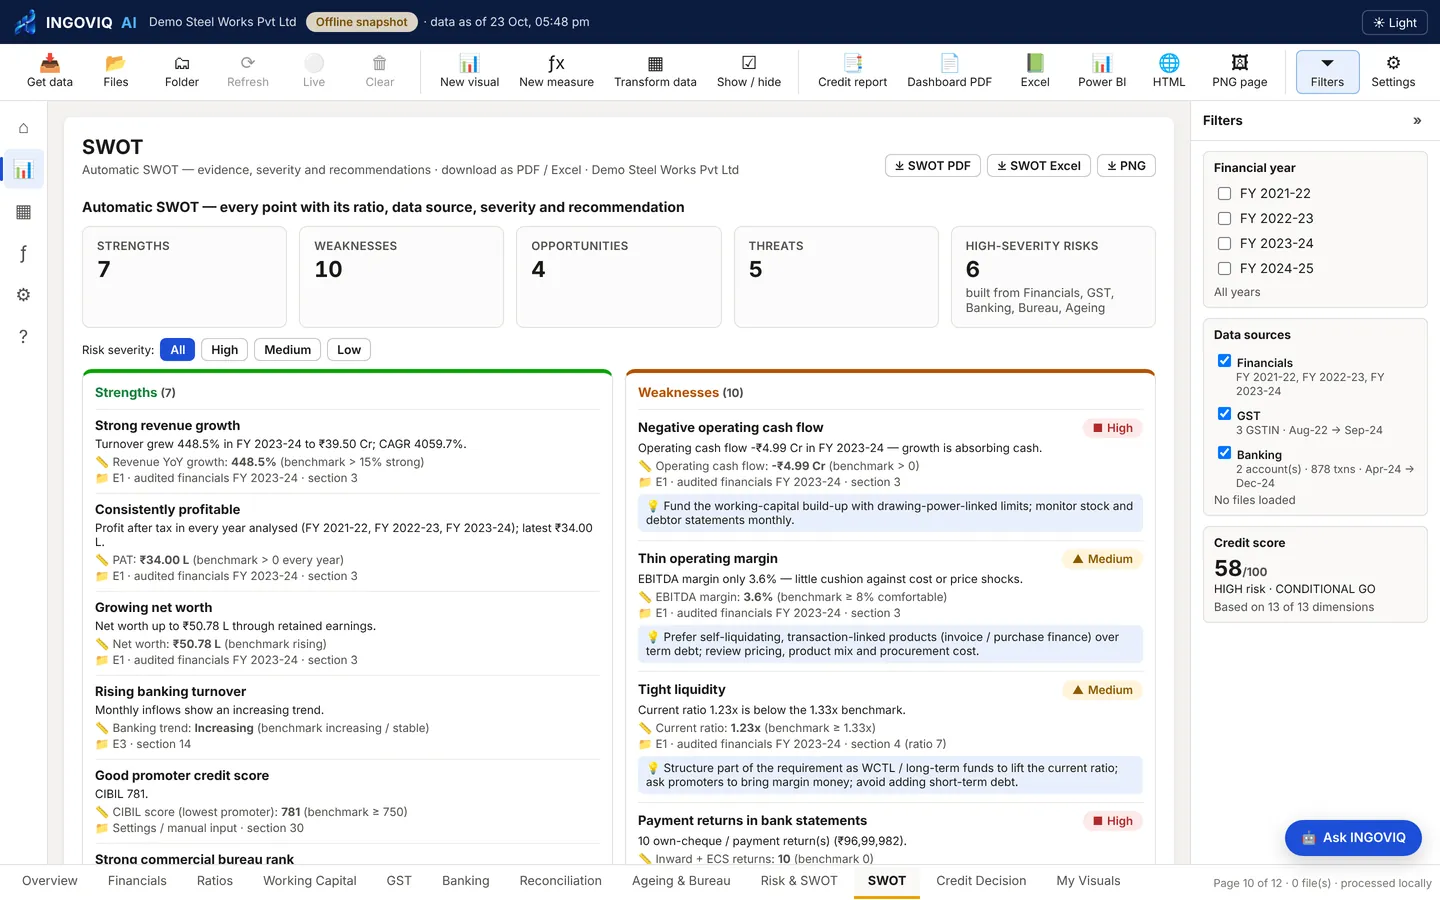 INGOVIQ AI Demo Steel Works Pvt Ltd Offline snapshot · data as of 23 Oct, 05:48 pm ☀ Light
Get data Files Folder Refresh Live Clear New visual New measure Transform data Show / hide Credit report Dashboard PDF Excel Power BI HTML PNG page Filters Settings
SWOT
Automatic SWOT — evidence, severity and recommendations · download as PDF / Excel · Demo Steel Works Pvt Ltd
SWOT PDF SWOT Excel PNG
Automatic SWOT — every point with its ratio, data source, severity and recommendation
STRENGTHS
7
WEAKNESSES
10
OPPORTUNITIES
4
THREATS
5
HIGH-SEVERITY RISKS
6
built from Financials, GST,
Banking, Bureau, Ageing
Risk severity: All High Medium Low
Strengths (7)
Strong revenue growth
Turnover grew 448.5% in FY 2023-24 to ₹39.50 Cr; CAGR 4059.7%.
Revenue YoY growth: 448.5% (benchmark > 15% strong)
E1 · audited financials FY 2023-24 · section 3
Consistently profitable
Profit after tax in every year analysed (FY 2021-22, FY 2022-23, FY 2023-24); latest ₹34.00
L.
PAT: ₹34.00 L (benchmark > 0 every year)
E1 · audited financials FY 2023-24 · section 3
Growing net worth
Net worth up to ₹50.78 L through retained earnings.
Net worth: ₹50.78 L (benchmark rising)
E1 · audited financials FY 2023-24 · section 3
Rising banking turnover
Monthly inflows show an increasing trend.
Banking trend: Increasing (benchmark increasing / stable)
E3 · section 14
Good promoter credit score
CIBIL 781.
CIBIL score (lowest promoter): 781 (benchmark ≥ 750)
Settings / manual input · section 30
Strong commercial bureau rank
Weaknesses (10)
Negative operating cash flow
High
Operating cash flow -₹4.99 Cr in FY 2023-24 — growth is absorbing cash.
Operating cash flow: -₹4.99 Cr (benchmark > 0)
E1 · audited financials FY 2023-24 · section 3
Fund the working-capital build-up with drawing-power-linked limits; monitor stock and
debtor statements monthly.
Thin operating margin
Medium
EBITDA margin only 3.6% — little cushion against cost or price shocks.
EBITDA margin: 3.6% (benchmark ≥ 8% comfortable)
E1 · audited financials FY 2023-24 · section 3
Prefer self-liquidating, transaction-linked products (invoice / purchase finance) over
term debt; review pricing, product mix and procurement cost.
Tight liquidity
Medium
Current ratio 1.23x is below the 1.33x benchmark.
Current ratio: 1.23x (benchmark ≥ 1.33x)
E1 · audited financials FY 2023-24 · section 4 (ratio 7)
Structure part of the requirement as WCTL / long-term funds to lift the current ratio;
ask promoters to bring margin money; avoid adding short-term debt.
Payment returns in bank statements
High
10 own-cheque / payment return(s) (₹96,99,982).
Inward + ECS returns: 10 (benchmark 0)
Filters »
Financial year
FY 2021-22
FY 2022-23
FY 2023-24
FY 2024-25
All years
Data sources
Financials
FY 2021-22, FY 2022-23, FY
2023-24
GST
3 GSTIN · Aug-22 → Sep-24
Banking
2 account(s) · 878 txns · Apr-24 →
Dec-24
No files loaded
Credit score
58/100
HIGH risk · CONDITIONAL GO
Based on 13 of 13 dimensions
Ask INGOVIQ
Overview Financials Ratios Working Capital GST Banking Reconciliation Ageing & Bureau Risk & SWOT SWOT Credit Decision My Visuals
Page 10 of 12 · 0 file(s) · processed locally